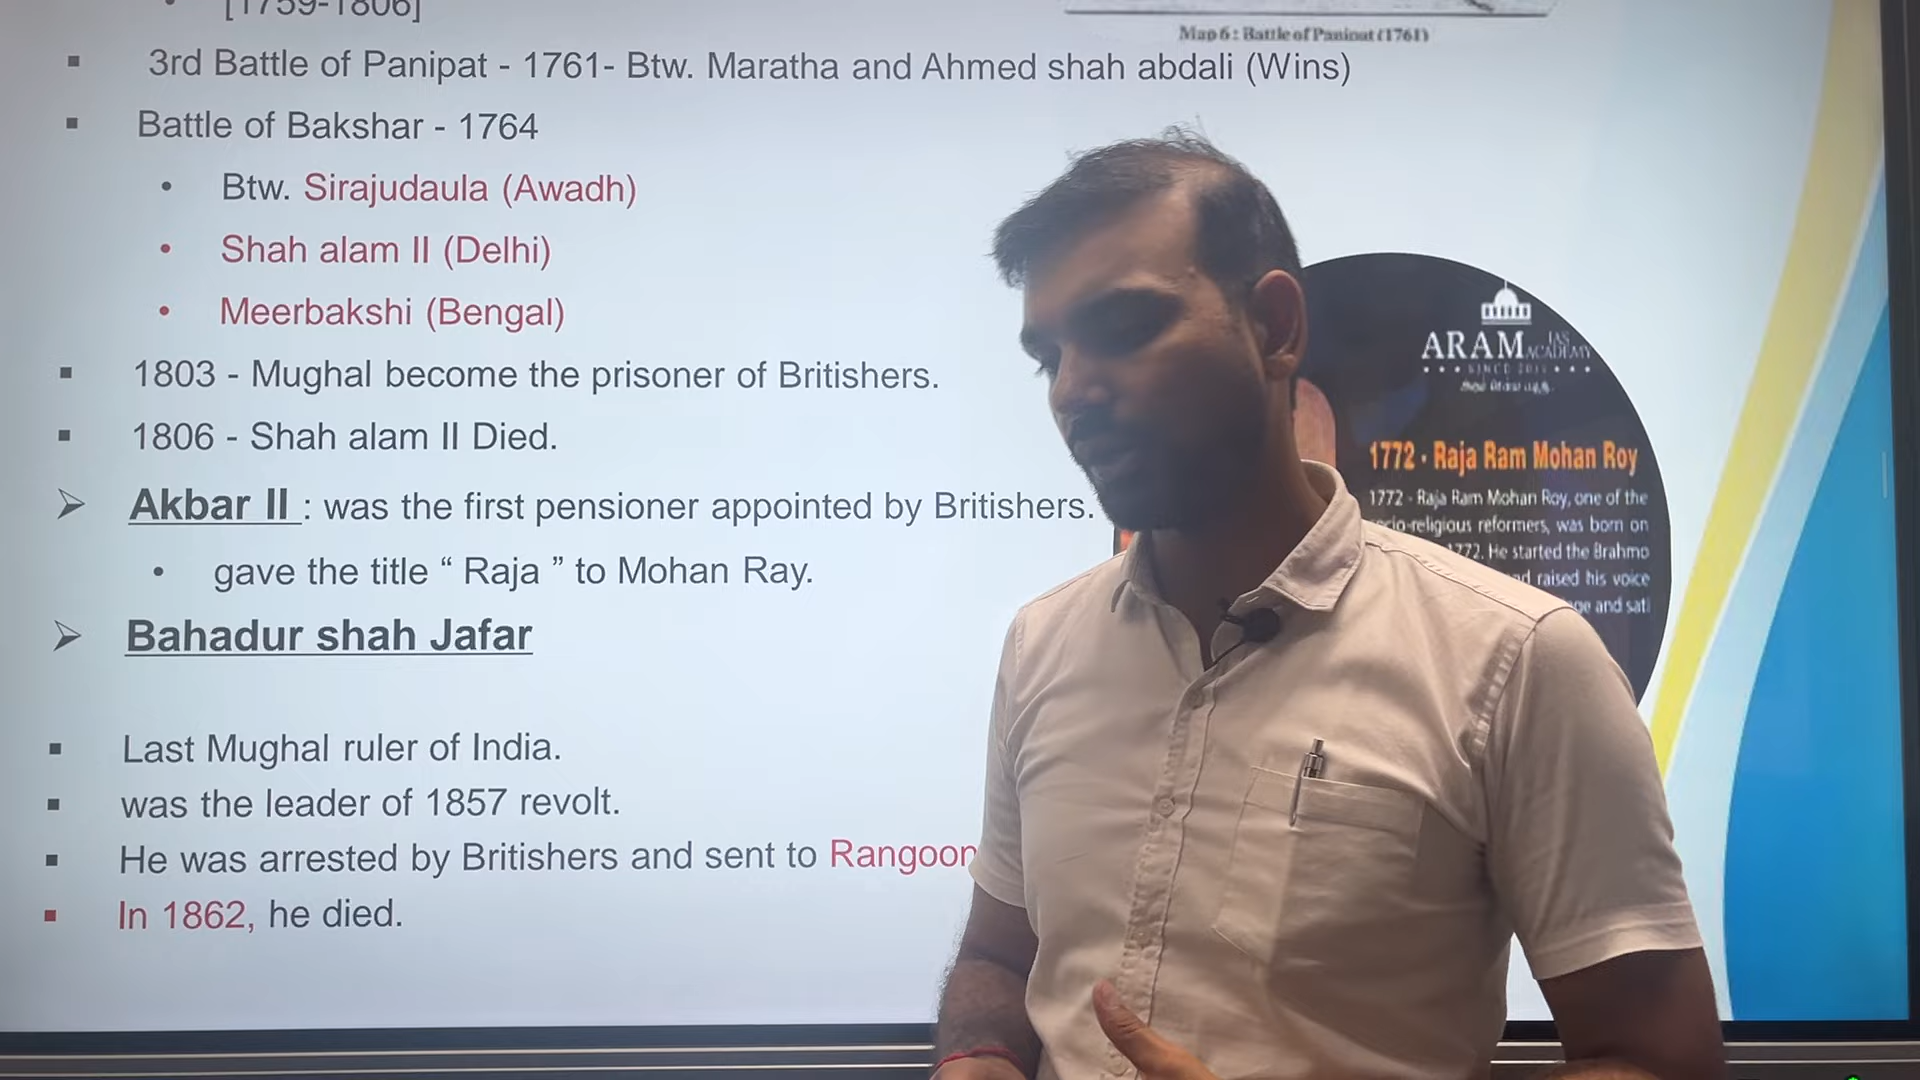 [1759-1806]
Map 6 : Battle of Panipat (1761)
3rd Battle of Panipat - 1761- Btw. Maratha and Ahmed shah abdali (Wins)
Battle of Bakshar - 1764
Btw. Sirajudaula (Awadh)
Shah alam II (Delhi)
Meerbakshi (Bengal)
1803 - Mughal become the prisoner of Britishers.
1806 - Shah alam II Died.
Akbar II : was the first pensioner appointed by Britishers.
gave the title “ Raja ” to Mohan Ray.
Bahadur shah Jafar
Last Mughal ruler of India.
was the leader of 1857 revolt.
He was arrested by Britishers and sent to Rangoon
In 1862, he died.
ARAM IAS ACADEMY
1772 - Raja Ram Mohan Roy
1772 - Raja Ram Mohan Roy, one of the
socio-religious reformers, was born on
1772. He started the Brahmo
raised his voice
and sati